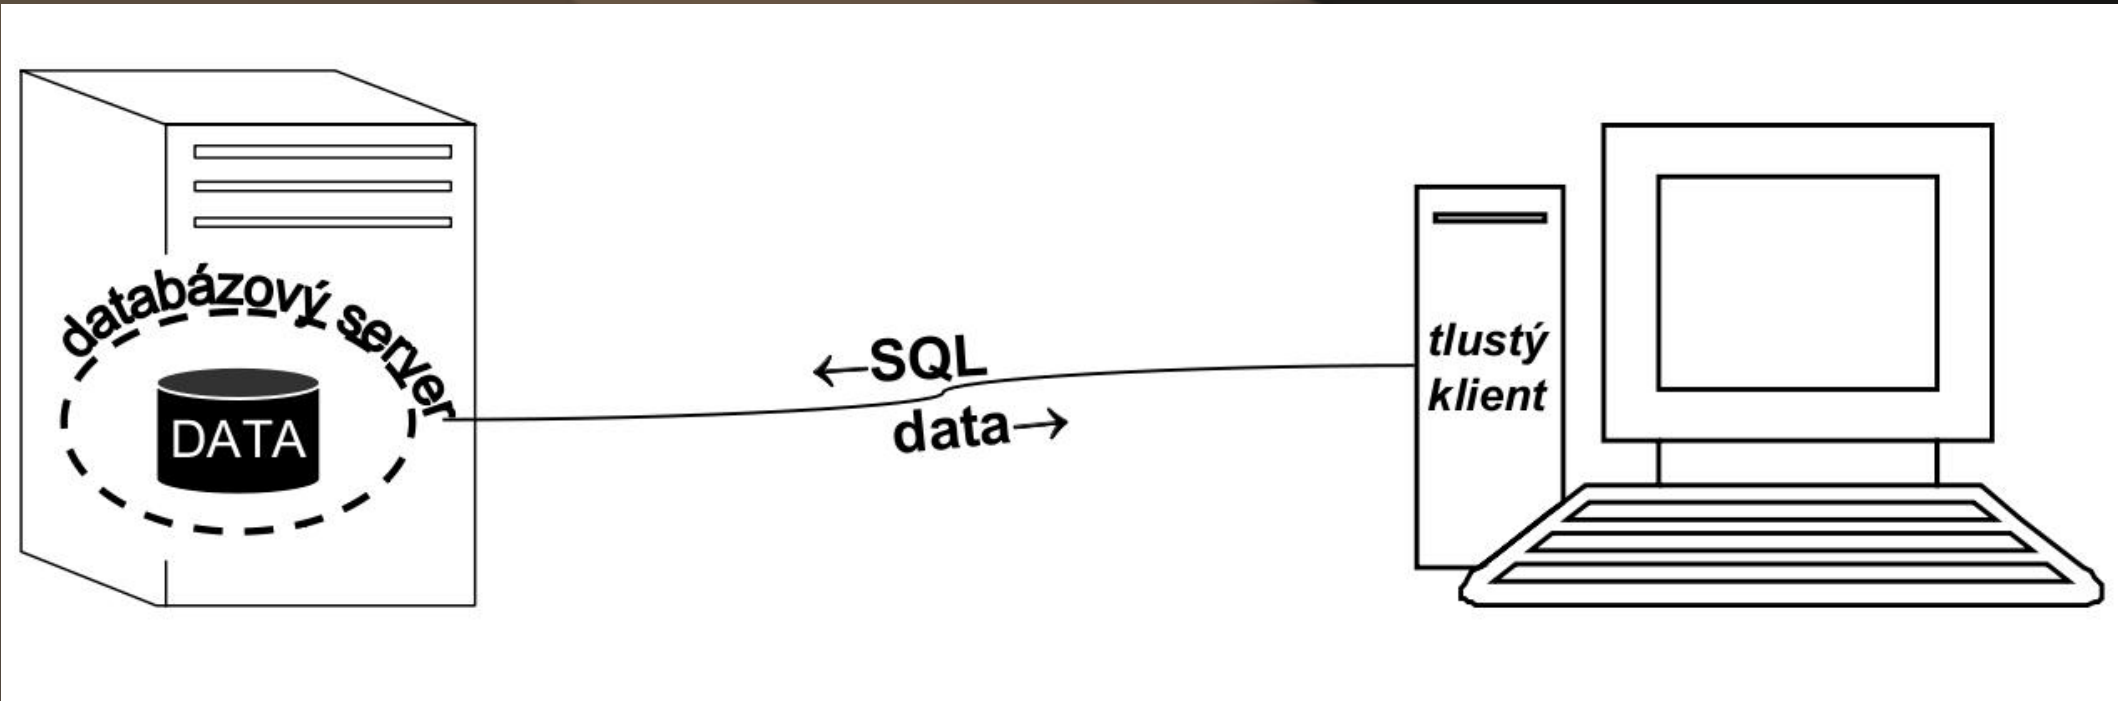 databázový server
DATA
←SQL
data→
tlustý
klient